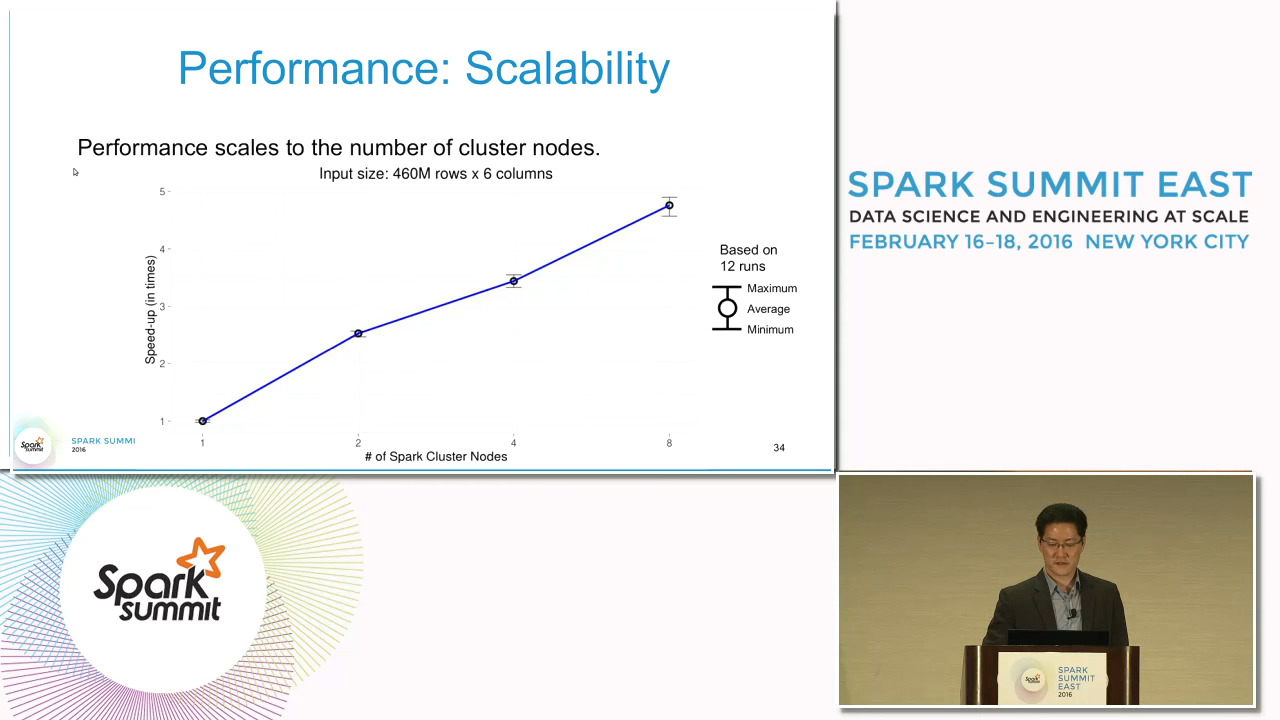 Performance: Scalability
Performance scales to the number of cluster nodes.
Input size: 460M rows x 6 columns
5
4
3
2
1
Speed-up (in times)
1
2
4
8
# of Spark Cluster Nodes
Based on
12 runs
Maximum
Average
Minimum
Spark
Summit
SPARK SUMMI
2016
34
SPARK SUMMIT EAST
DATA SCIENCE AND ENGINEERING AT SCALE
FEBRUARY 16–18, 2016 NEW YORK CITY
Spark
summit
SPARK
SUMMIT
EAST
2016